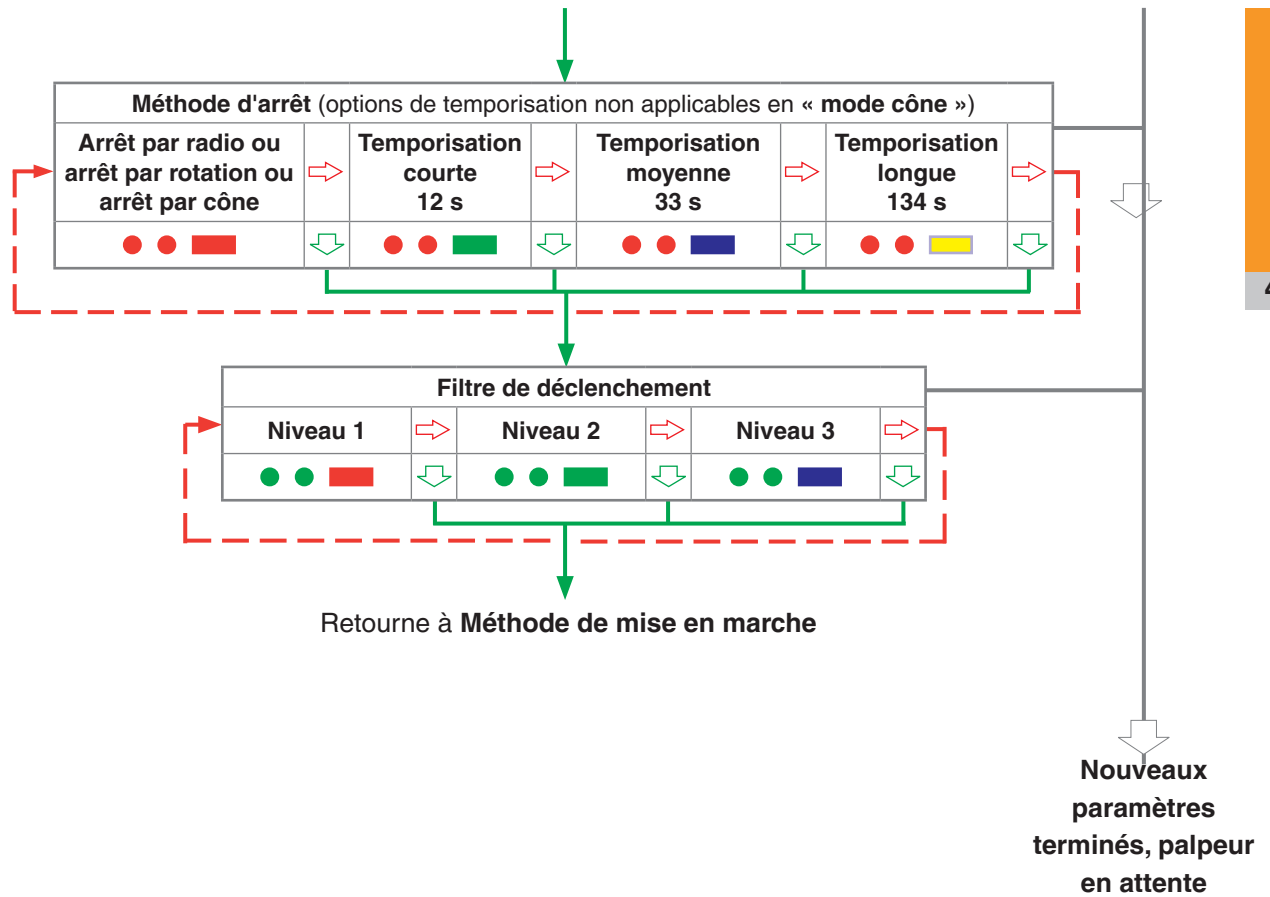 Méthode d'arrêt (options de temporisation non applicables en « mode cône »)
Arrêt par radio ou
arrêt par rotation ou
arrêt par cône
Temporisation
courte
12 s
Temporisation
moyenne
33 s
Temporisation
longue
134 s
Filtre de déclenchement
Niveau 1
Niveau 2
Niveau 3
Retourne à Méthode de mise en marche
Nouveaux
paramètres
terminés, palpeur
en attente